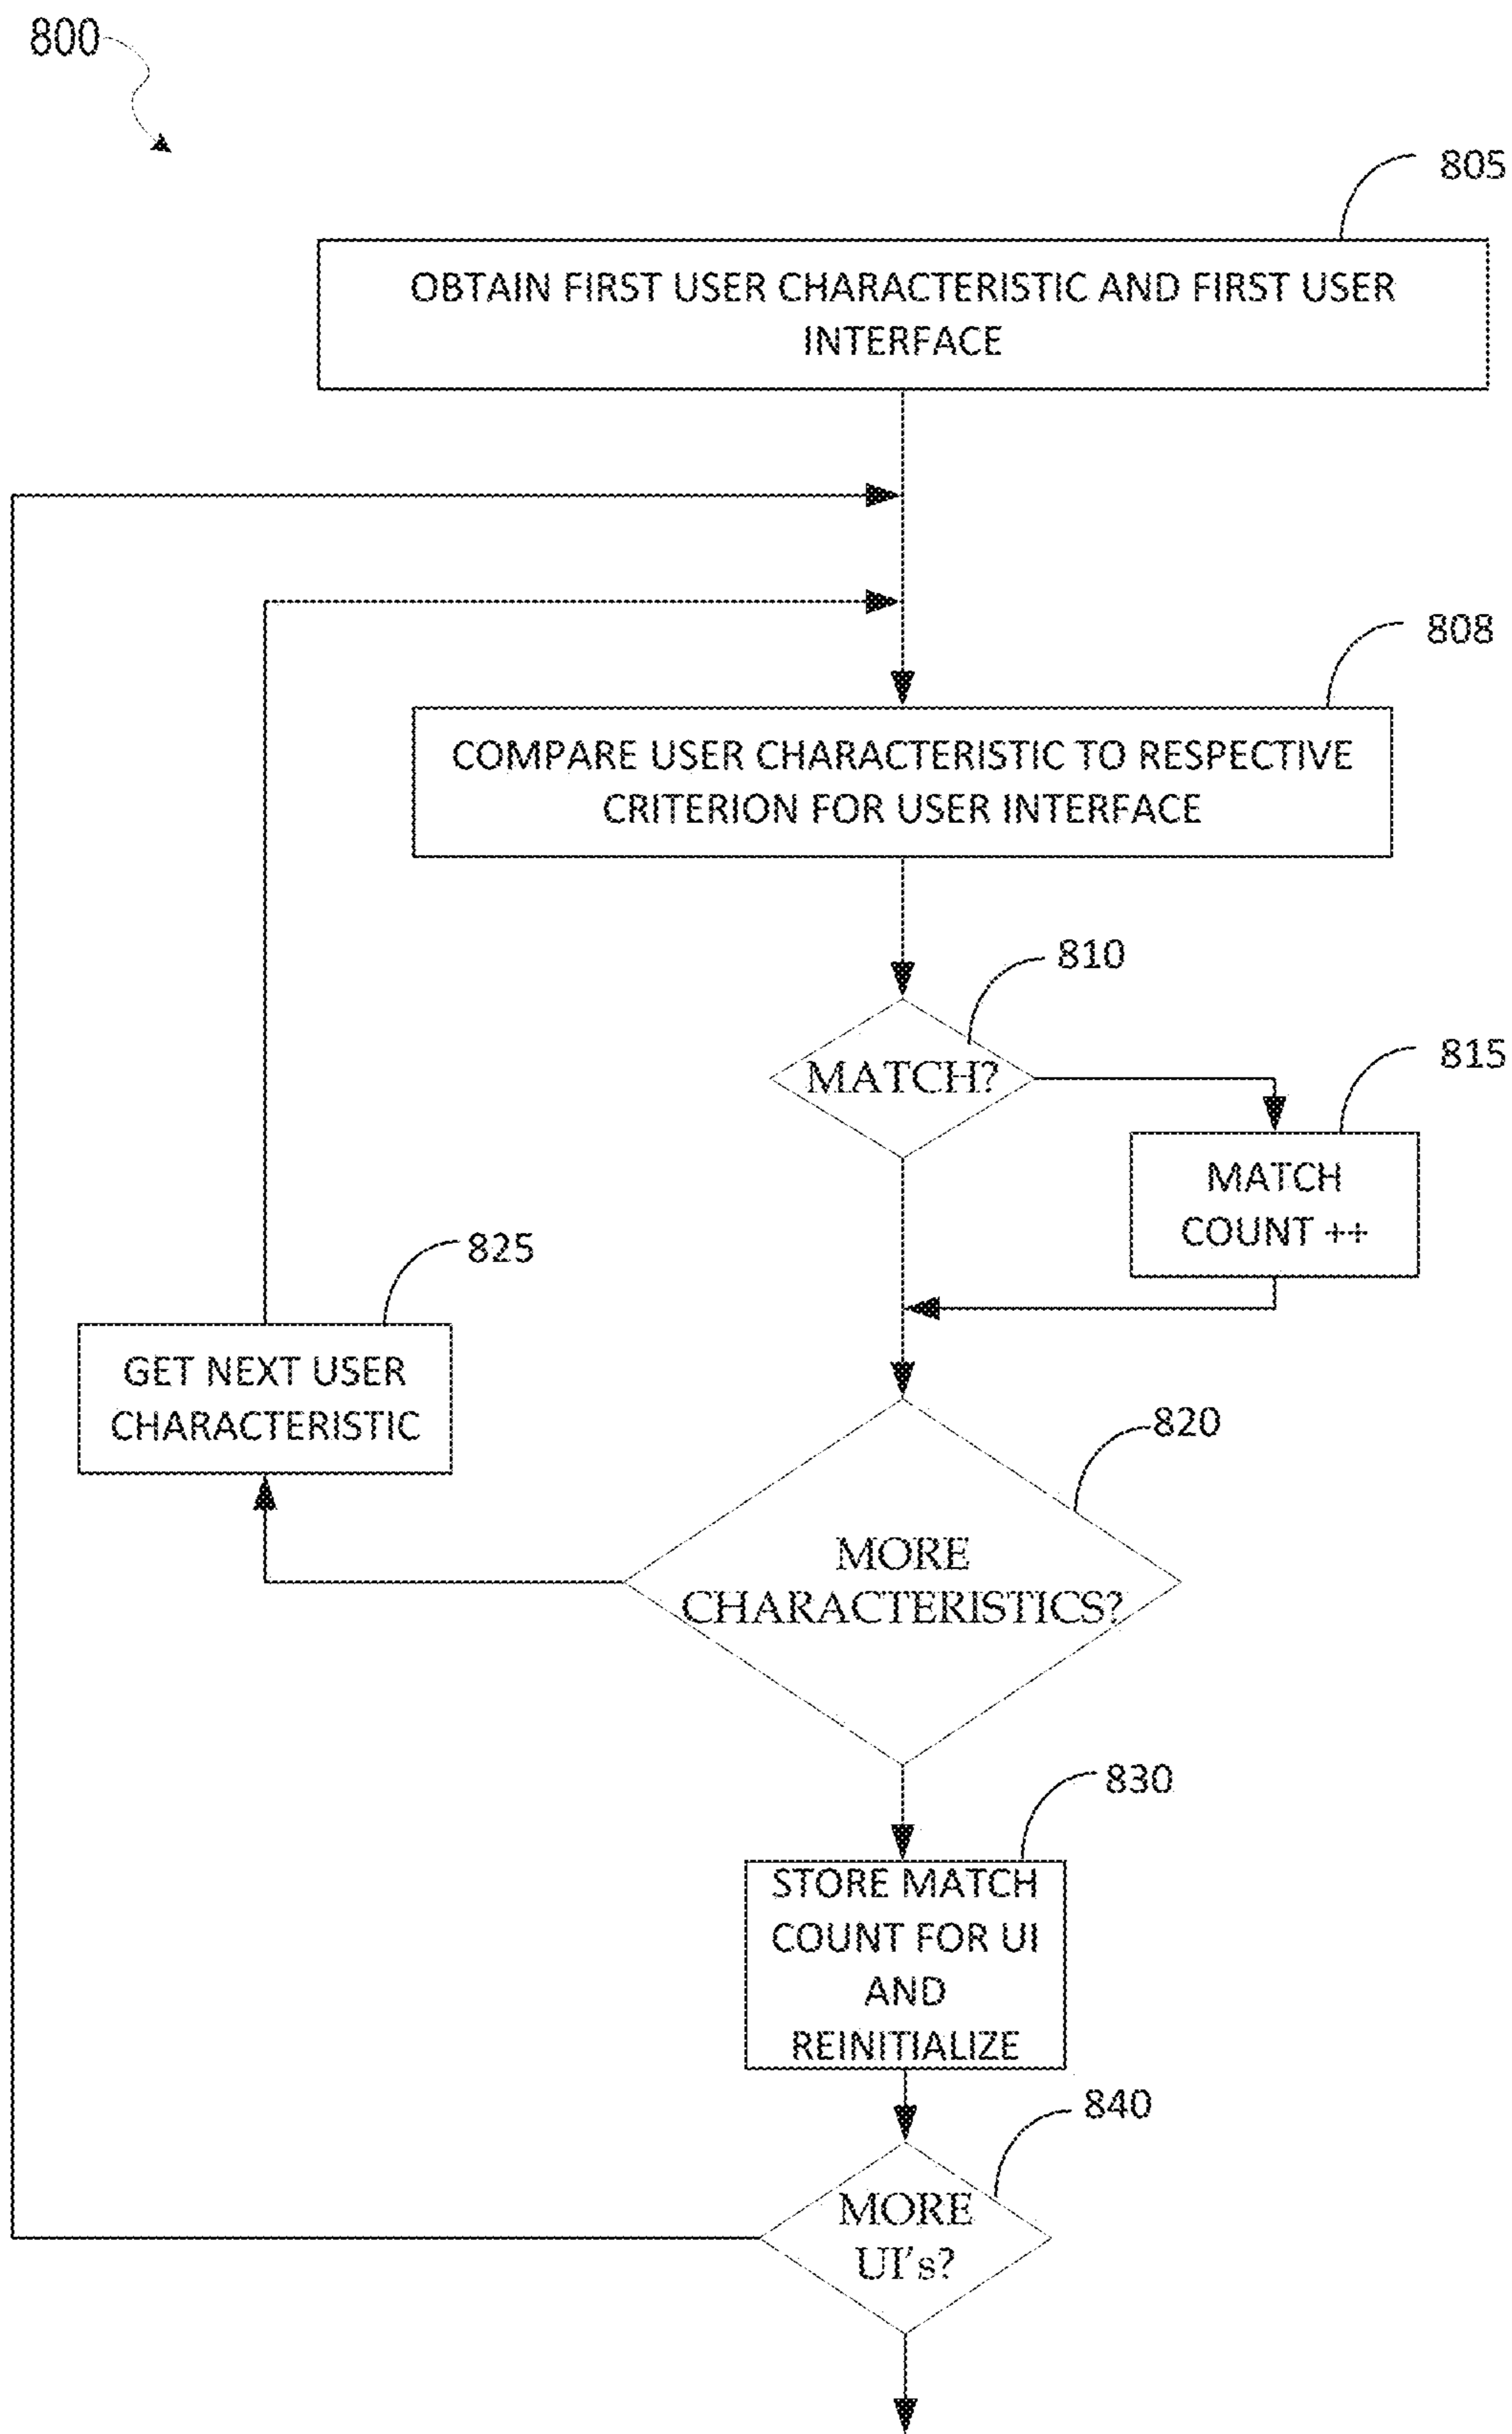 800
805
OBTAIN FIRST USER CHARACTERISTIC AND FIRST USER
INTERFACE
808
COMPARE USER CHARACTERISTIC TO RESPECTIVE
CRITERION FOR USER INTERFACE
810
MATCH?
815
MATCH
COUNT ++
825
GET NEXT USER
CHARACTERISTIC
820
MORE
CHARACTERISTICS?
830
STORE MATCH
COUNT FOR UI
AND
REINITIALIZE
840
MORE
UI's?